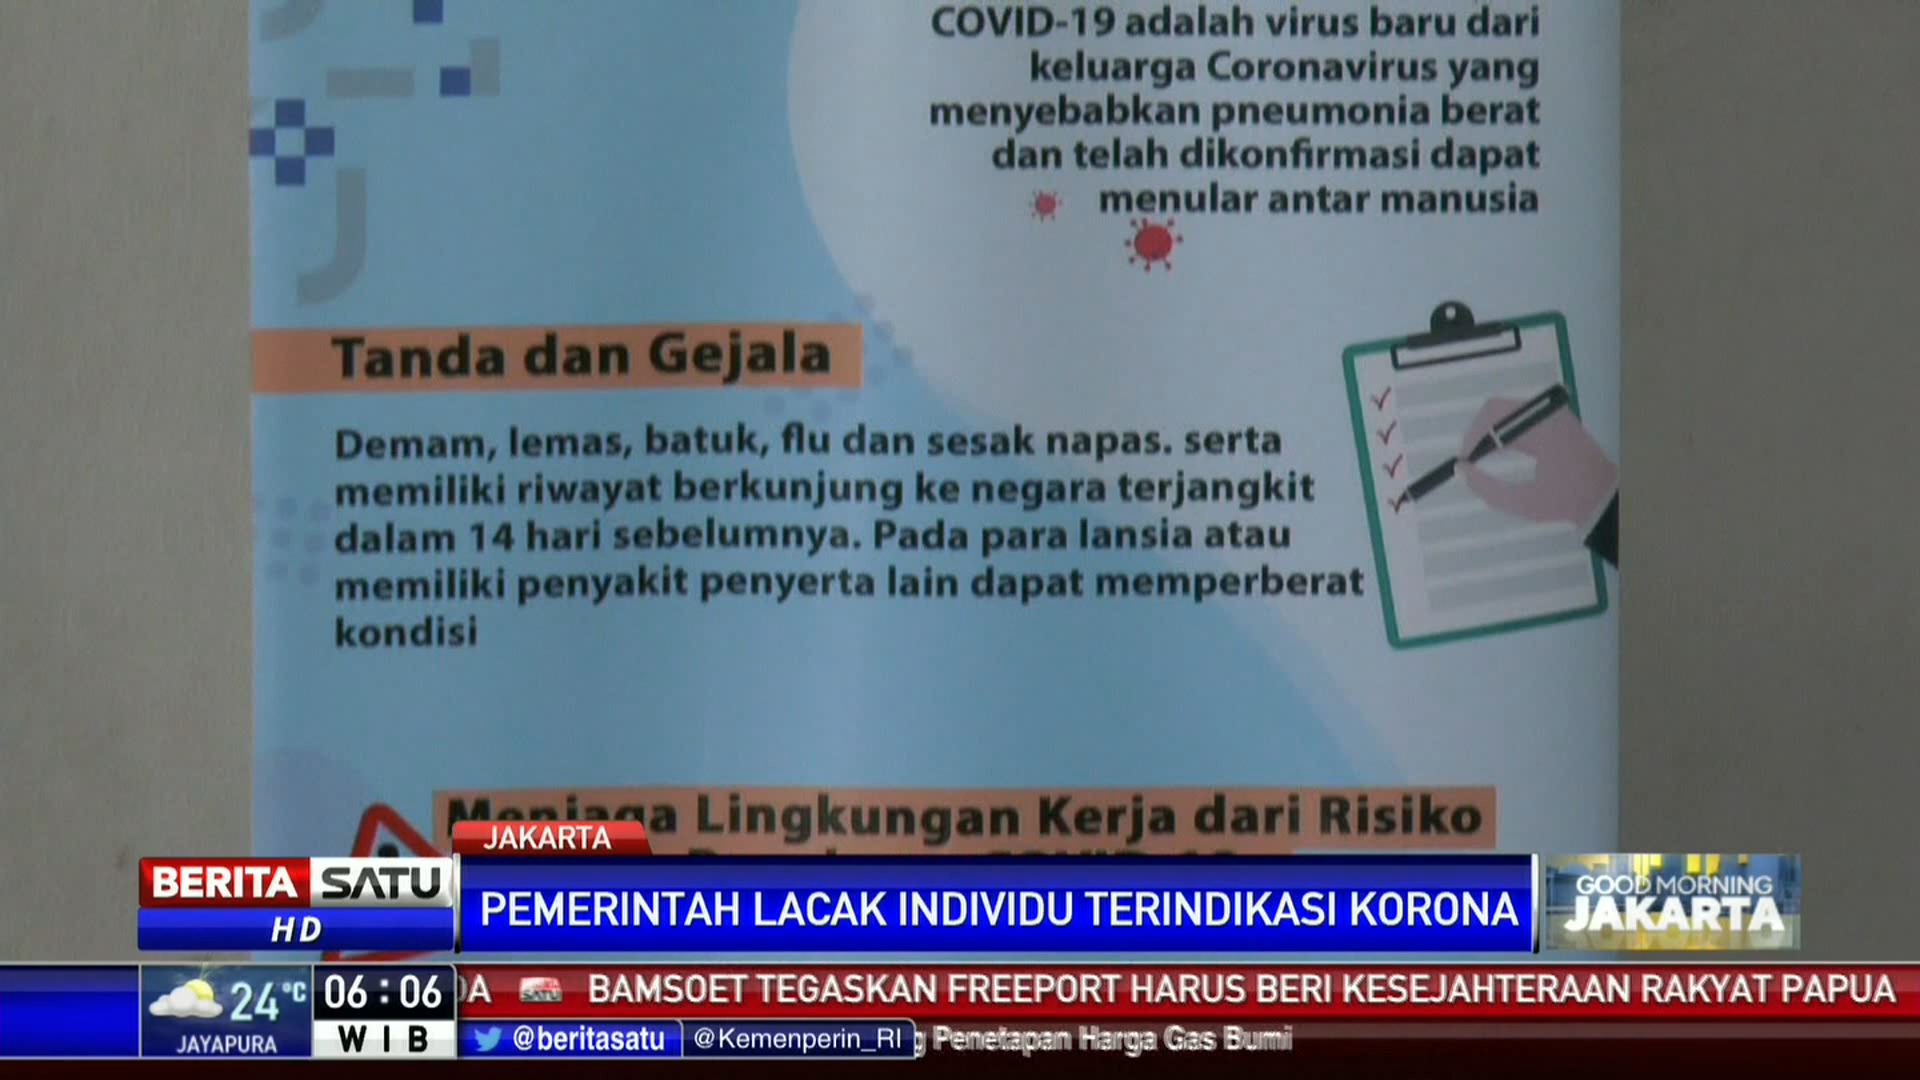 COVID-19 adalah virus baru dari
keluarga Coronavirus yang
menyebabkan pneumonia berat
dan telah dikonfirmasi dapat
menular antar manusia
Tanda dan Gejala
Demam, lemas, batuk, flu dan sesak napas. serta
memiliki riwayat berkunjung ke negara terjangkit
dalam 14 hari sebelumnya. Pada para lansia atau
memiliki penyakit penyerta lain dapat memperberat
kondisi
Menjaga Lingkungan Kerja dari Risiko
JAKARTA
BERITA SATU
HD
PEMERINTAH LACAK INDIVIDU TERINDIKASI KORONA
GOOD MORNING
JAKARTA
24°C
JAYAPURA
06:06
WIB
BAMSOET TEGASKAN FREEPORT HARUS BERI KESEJAHTERAAN RAKYAT PAPUA
@beritasatu @Kemenperin_RI Penetapan Harga Gas Bumi